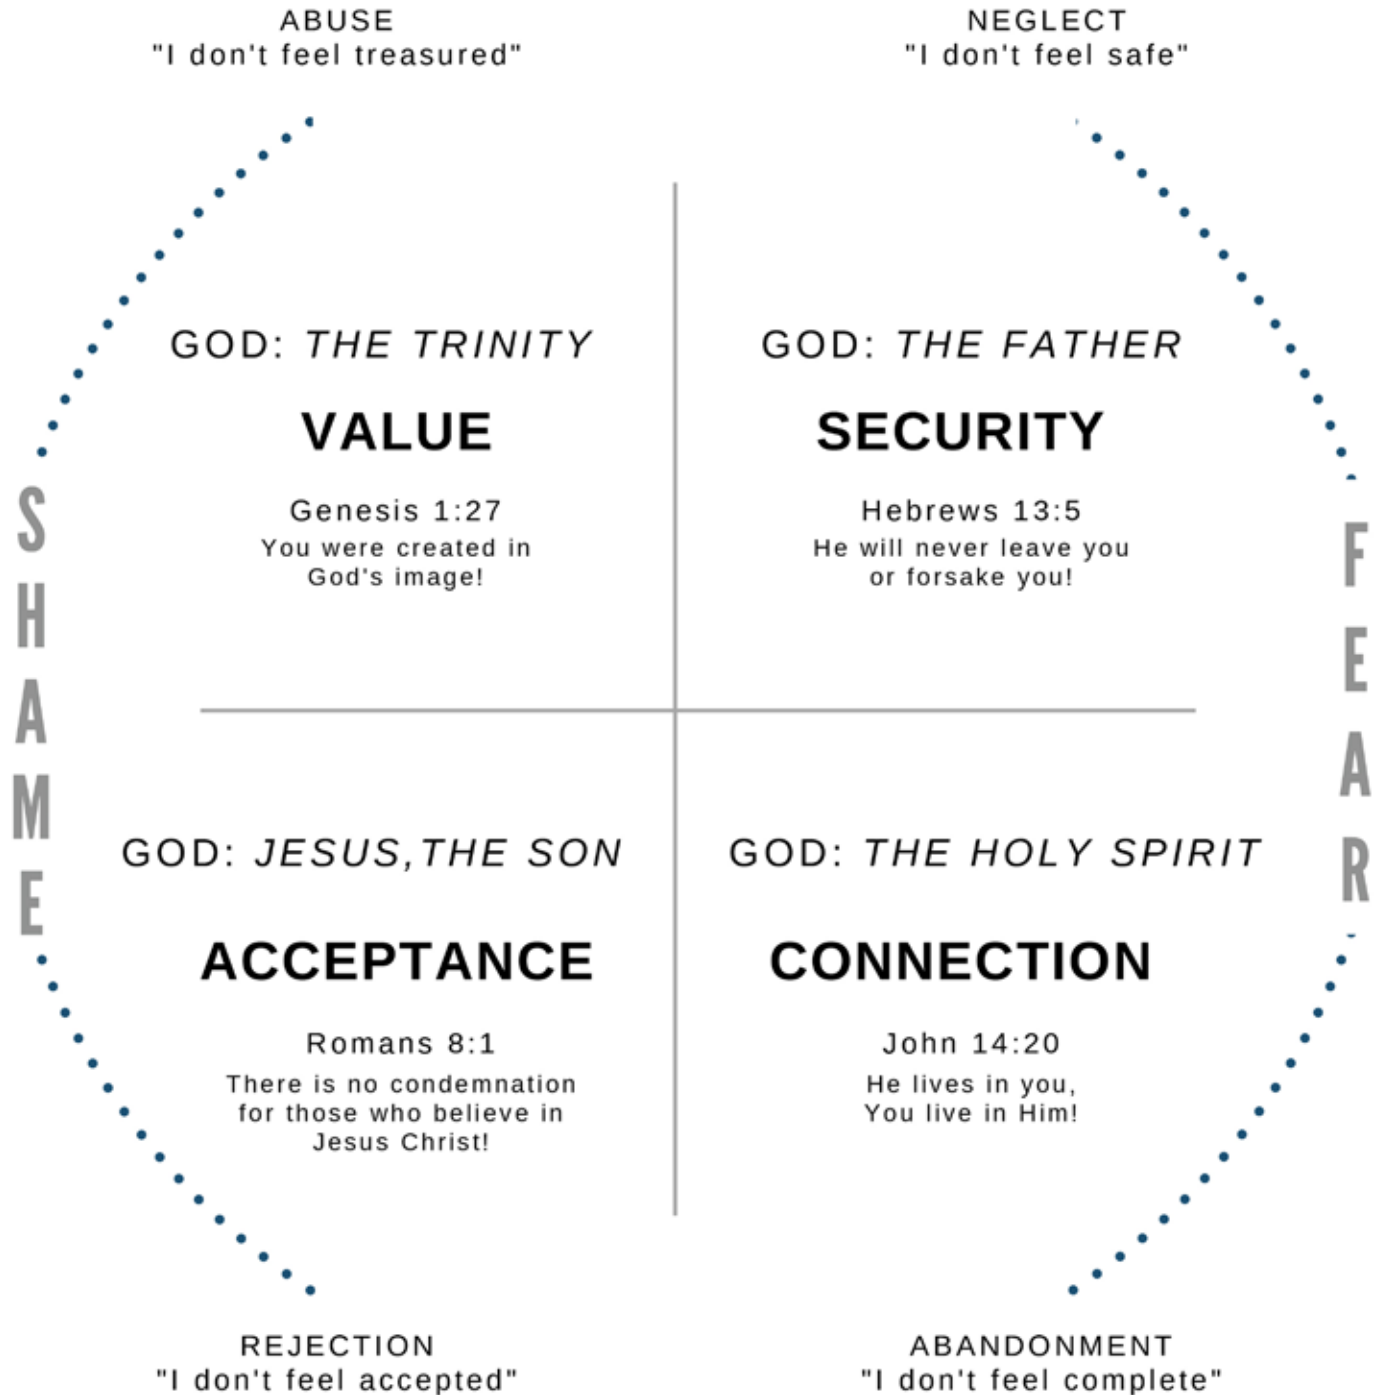 ABUSE
"I don't feel treasured"
NEGLECT
"I don't feel safe"
GOD: THE TRINITY
VALUE
Genesis 1:27
You were created in
God's image!
GOD: THE FATHER
SECURITY
Hebrews 13:5
He will never leave you
or forsake you!
SHAME
FEAR
GOD: JESUS,THE SON
ACCEPTANCE
Romans 8:1
There is no condemnation
for those who believe in
Jesus Christ!
GOD: THE HOLY SPIRIT
CONNECTION
John 14:20
He lives in you,
You live in Him!
REJECTION
"I don't feel accepted"
ABANDONMENT
"I don't feel complete"